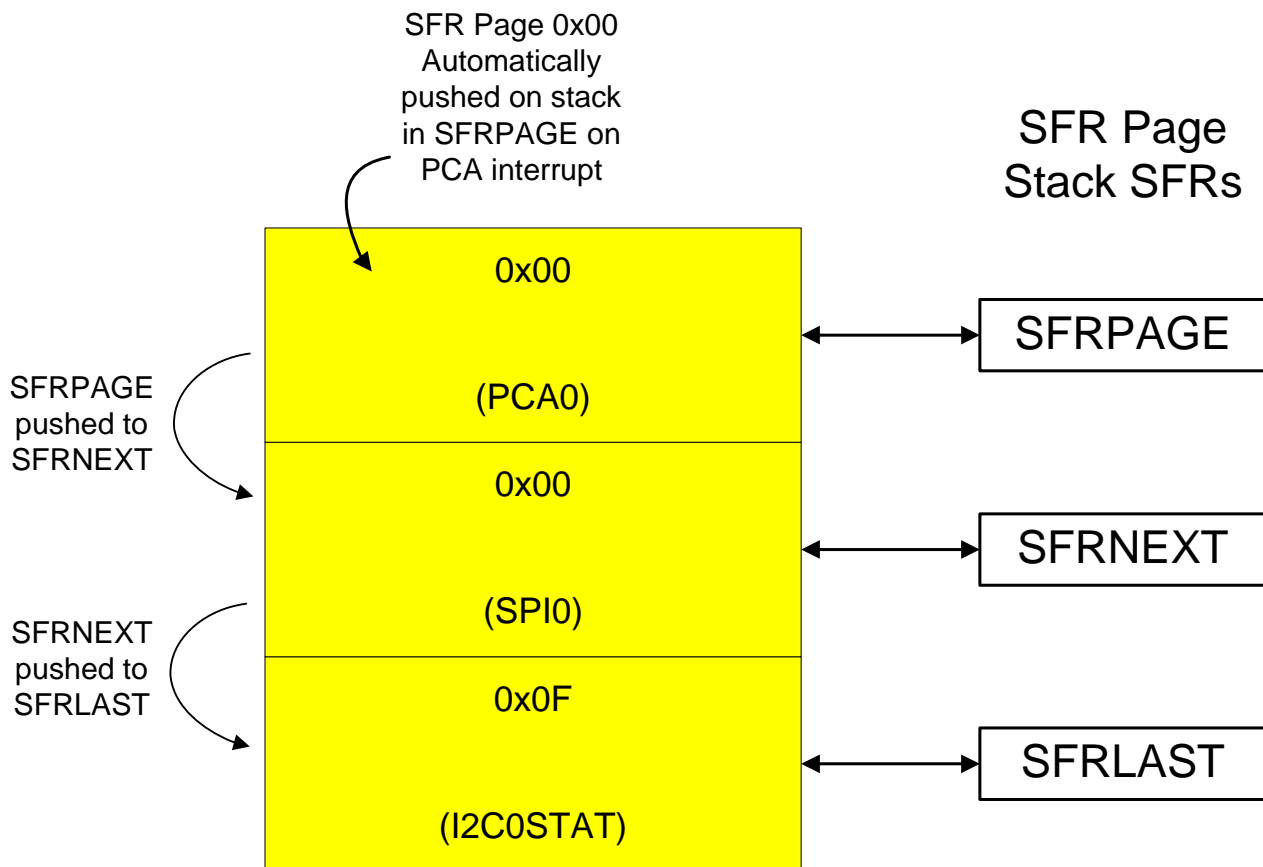 SFR Page 0x00
Automatically
pushed on stack
in SFRPAGE on
PCA interrupt
SFR Page
Stack SFRs
0x00
(PCA0)
SFRPAGE
SFRPAGE
pushed to
SFRNEXT
0x00
(SPI0)
SFRNEXT
SFRNEXT
pushed to
SFRLAST
0x0F
(I2C0STAT)
SFRLAST